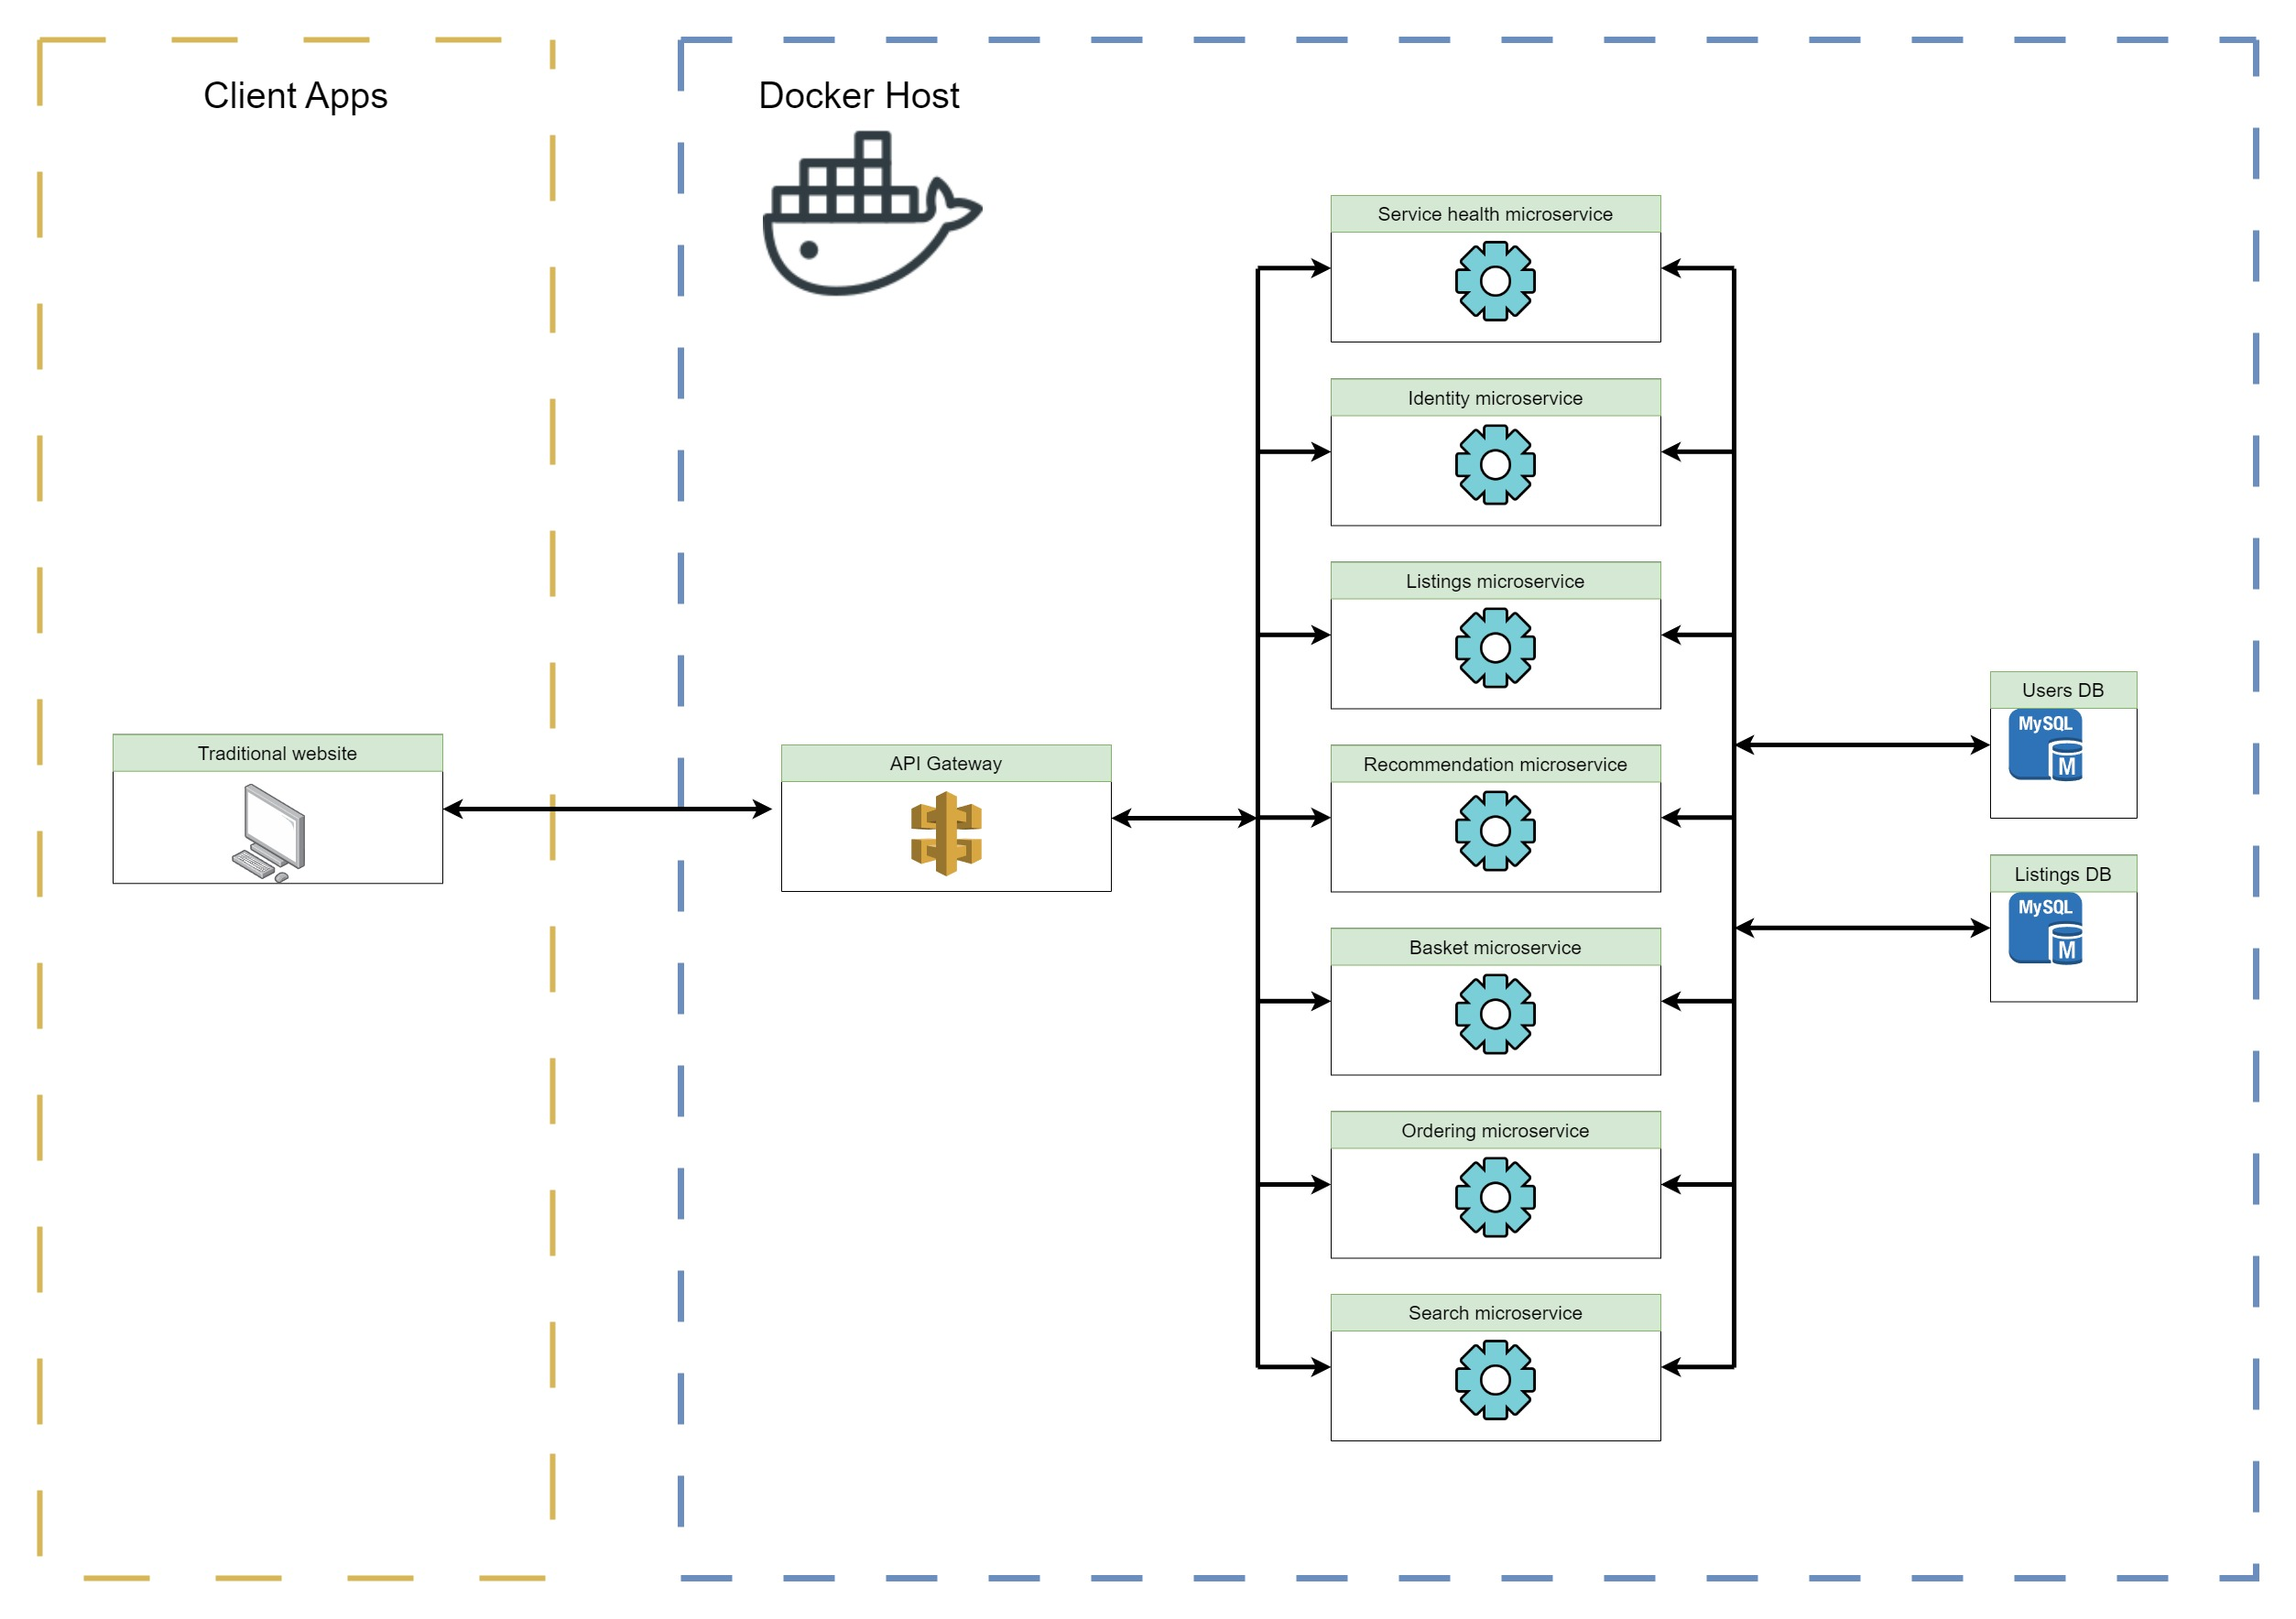 Client Apps
Docker Host
Service health microservice
Identity microservice
Listings microservice
Users DB
MySQL
M
Traditional website
API Gateway
Recommendation microservice
Listings DB
MySQL
M
Basket microservice
Ordering microservice
Search microservice